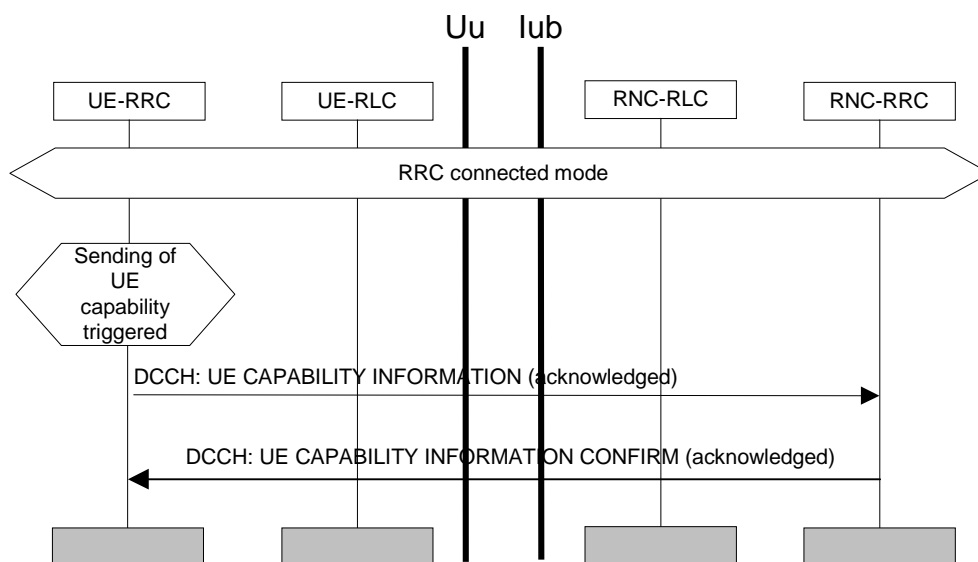 Uu Iub
UE-RRC UE-RLC RNC-RLC RNC-RRC
RRC connected mode
Sending of
UE
capability
triggered
DCCH: UE CAPABILITY INFORMATION (acknowledged)
DCCH: UE CAPABILITY INFORMATION CONFIRM (acknowledged)